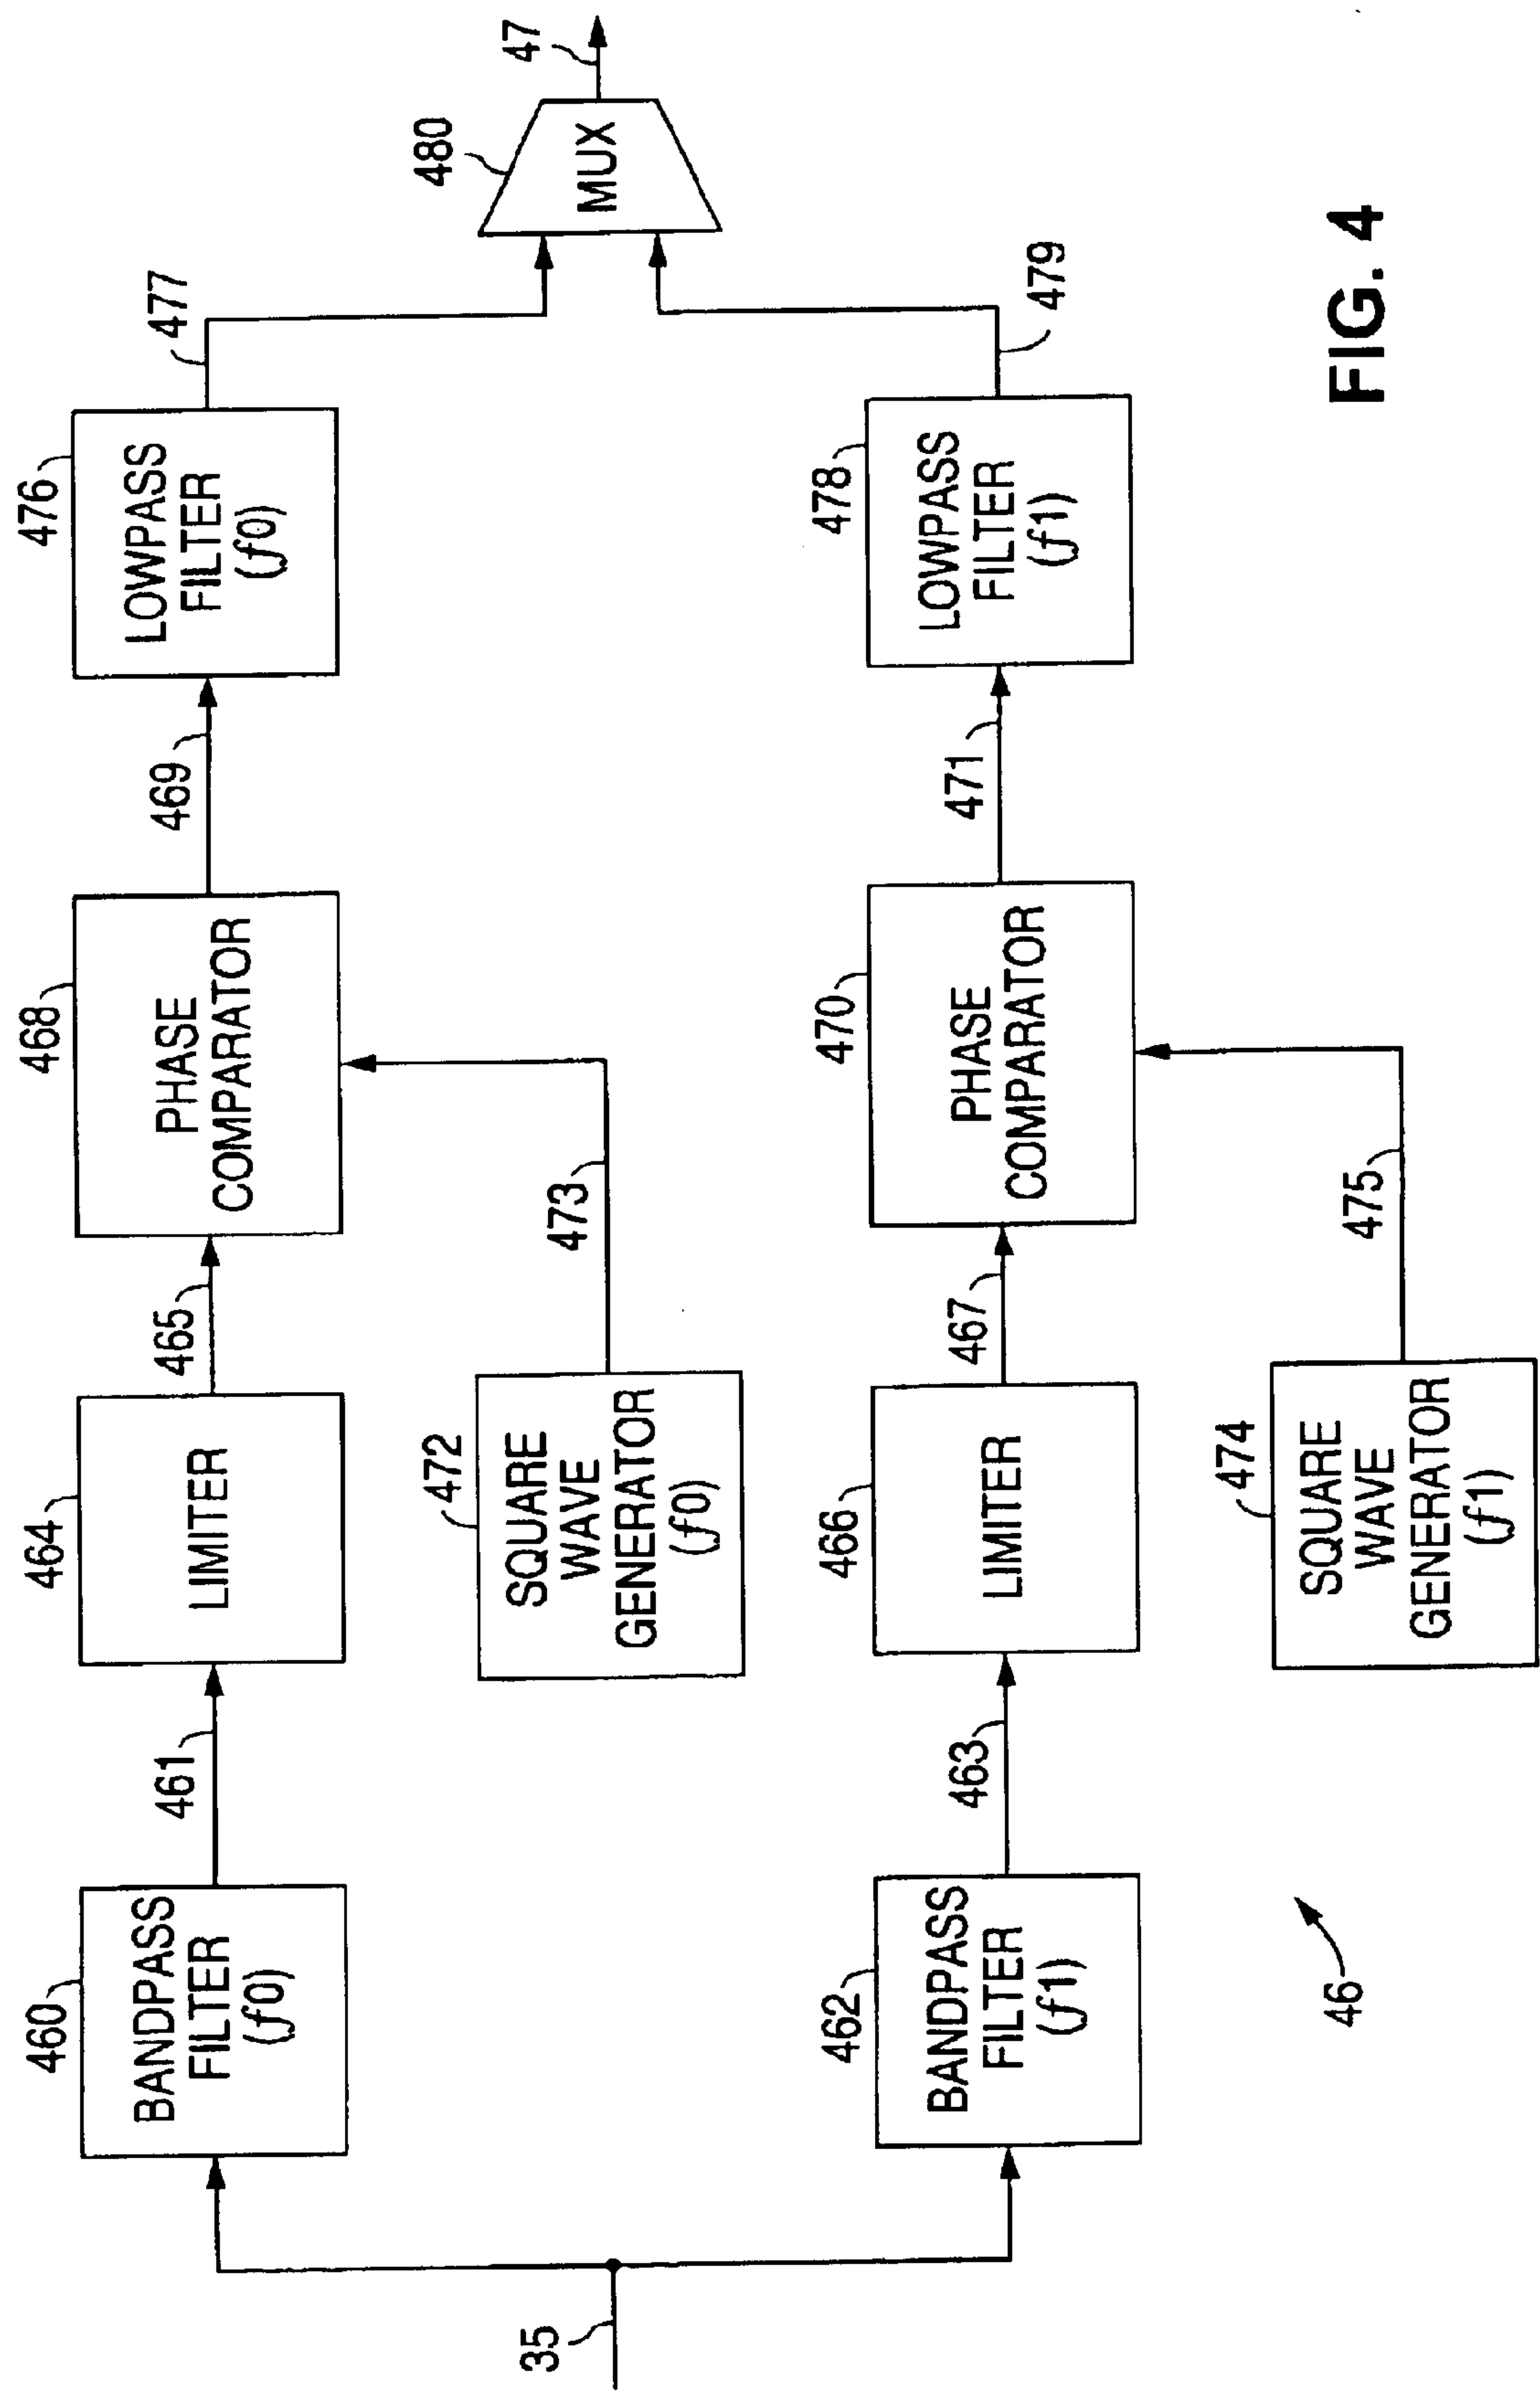 460
BANDPASS
FILTER
(f0)
461
464
LIMITER
465
468
PHASE
COMPARATOR
469
476
LOWPASS
FILTER
(f0)
477
472
SQUARE
WAVE
GENERATOR
(f0)
473
480
MUX
47
35
462
BANDPASS
FILTER
(f1)
463
466
LIMITER
467
470
PHASE
COMPARATOR
471
478
LOWPASS
FILTER
(f1)
479
474
SQUARE
WAVE
GENERATOR
(f1)
475
46
FIG. 4